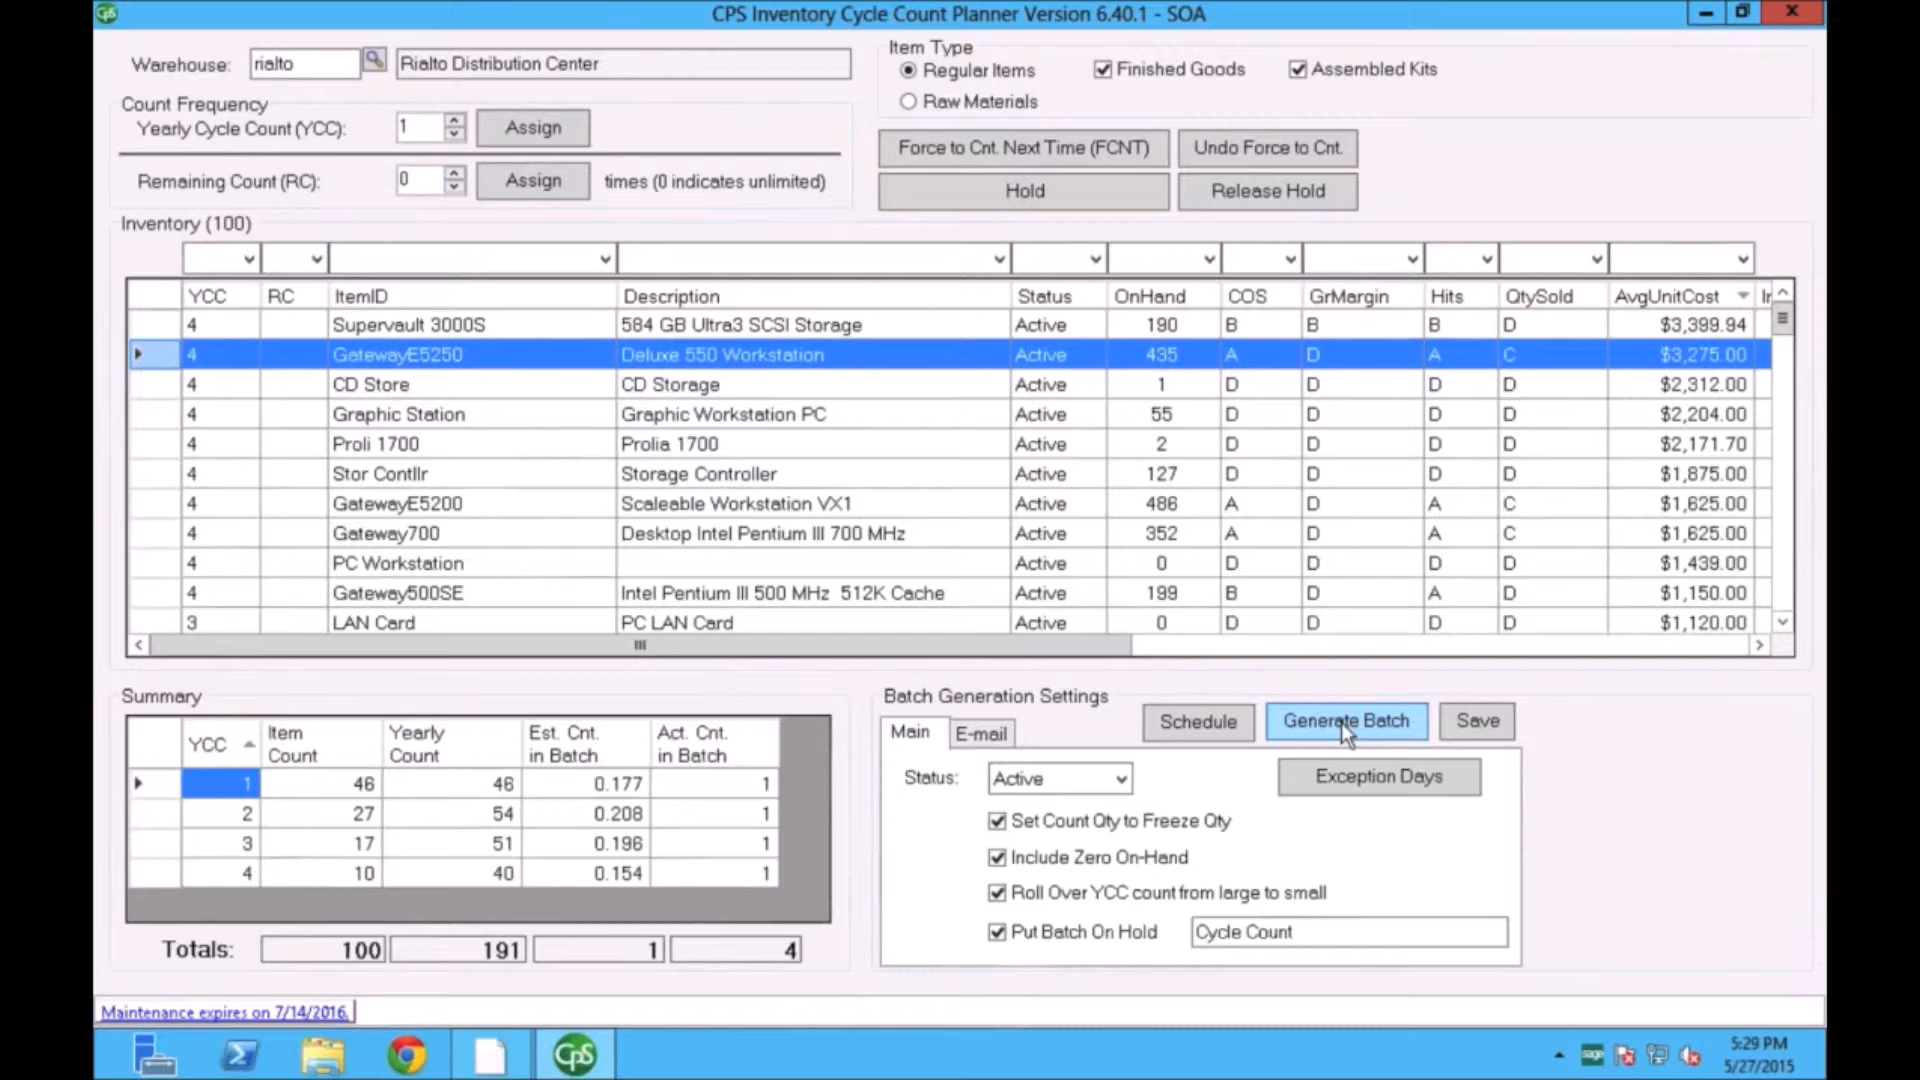 CPS Inventory Cycle Count Planner Version 6.40.1 - SOA
Warehouse: rialto Rialto Distribution Center
Item Type
Regular Items Finished Goods Assembled Kits
Raw Materials
Count Frequency
Yearly Cycle Count (YCC): 1 Assign
Remaining Count (RC): 0 Assign times (0 indicates unlimited)
Force to Cnt. Next Time (FCNT) Undo Force to Cnt.
Hold Release Hold
Inventory (100)
YCC RC ItemID Description Status OnHand COS GrMargin Hits QtySold AvgUnitCost
4 Supervault 3000S 584 GB Ultra3 SCSI Storage Active 190 B B B D $3,399.94
4 GatewayE5250 Deluxe 550 Workstation Active 435 A D A C $3,275.00
4 CD Store CD Storage Active 1 D D D D $2,312.00
4 Graphic Station Graphic Workstation PC Active 55 D D D D $2,204.00
4 Proli 1700 Prolia 1700 Active 2 D D D D $2,171.70
4 Stor Contllr Storage Controller Active 127 D D D D $1,875.00
4 GatewayE5200 Scaleable Workstation VX1 Active 486 A D A C $1,625.00
4 Gateway700 Desktop Intel Pentium III 700 MHz Active 352 A D A C $1,625.00
4 PC Workstation Active 0 D D D D $1,439.00
4 Gateway500SE Intel Pentium III 500 MHz 512K Cache Active 199 B D A D $1,150.00
3 LAN Card PC LAN Card Active 0 D D D D $1,120.00
Summary
YCC Item Count Yearly Count Est. Cnt. in Batch Act. Cnt. in Batch
1 46 46 0.177 1
2 27 54 0.208 1
3 17 51 0.196 1
4 10 40 0.154 1
Totals: 100 191 1 4
Batch Generation Settings
Main E-mail Schedule Generate Batch Save
Status: Active Exception Days
Set Count Qty to Freeze Qty
Include Zero On-Hand
Roll Over YCC count from large to small
Put Batch On Hold Cycle Count
Maintenance expires on 7/14/2016.
CpS
sage
5:29 PM
5/27/2015